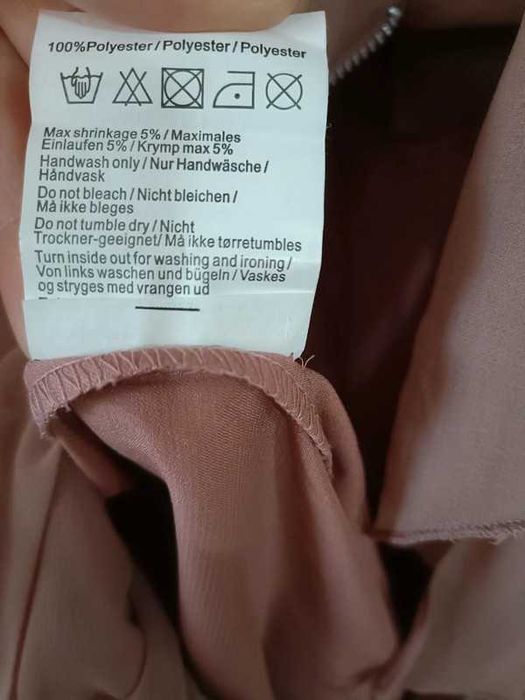 100%Polyester / Polyester / Polyester
Max shrinkage 5% / Maximales
Einlaufen 5% / Krymp max 5%
Handwash only / Nur Handwäsche /
Håndvask
Do not bleach / Nicht bleichen /
Må ikke bleges
Do not tumble dry / Nicht
Trockner-geeignet/ Må ikke tørretumbles
Turn inside out for washing and ironing /
Von links waschen und bügeln / Vaskes
og stryges med vrangen ud